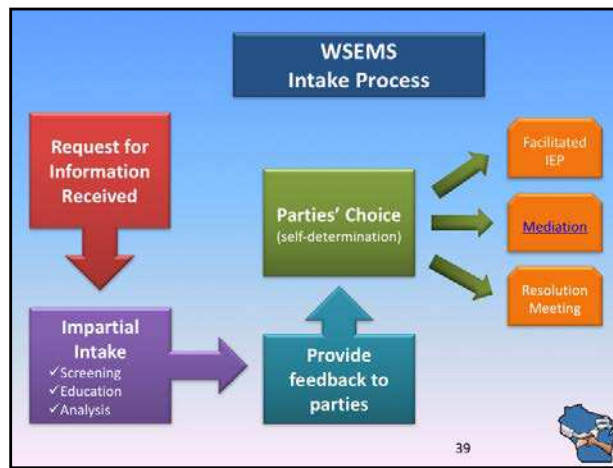 WSEMS
Intake Process
Request for
Information
Received
Impartial
Intake
✓Screening
✓Education
✓Analysis
Provide
feedback to
parties
Parties' Choice
(self-determination)
Facilitated
IEP
Mediation
Resolution
Meeting
39